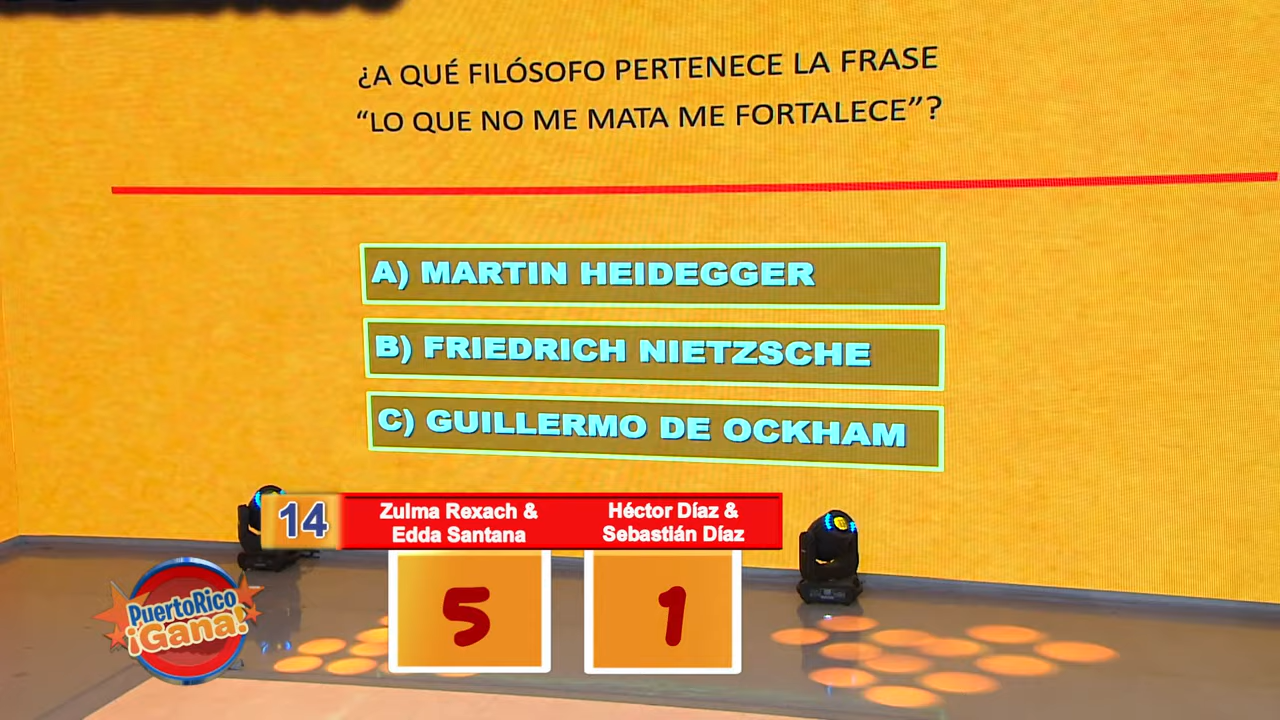 ¿A QUÉ FILÓSOFO PERTENECE LA FRASE
“LO QUE NO ME MATA ME FORTALECE”?
A) MARTIN HEIDEGGER
B) FRIEDRICH NIETZSCHE
C) GUILLERMO DE OCKHAM
14
Zulma Rexach &
Edda Santana
Héctor Díaz &
Sebastián Díaz
5
1
PuertoRico
¡Gana!